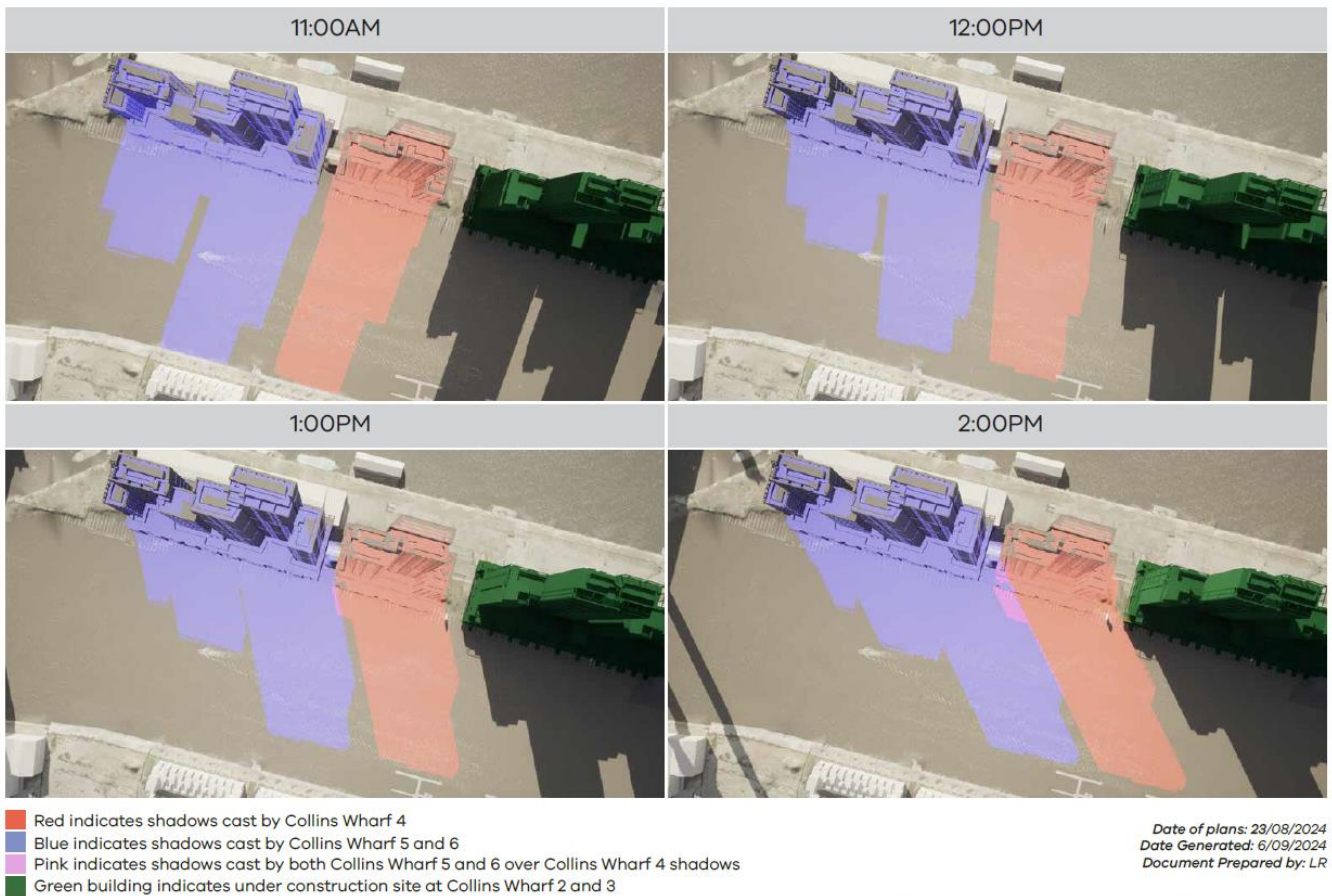 11:00AM
12:00PM
1:00PM
2:00PM
Red indicates shadows cast by Collins Wharf 4
Blue indicates shadows cast by Collins Wharf 5 and 6
Pink indicates shadows cast by both Collins Wharf 5 and 6 over Collins Wharf 4 shadows
Green building indicates under construction site at Collins Wharf 2 and 3
Date of plans: 23/08/2024
Date Generated: 6/09/2024
Document Prepared by: LR